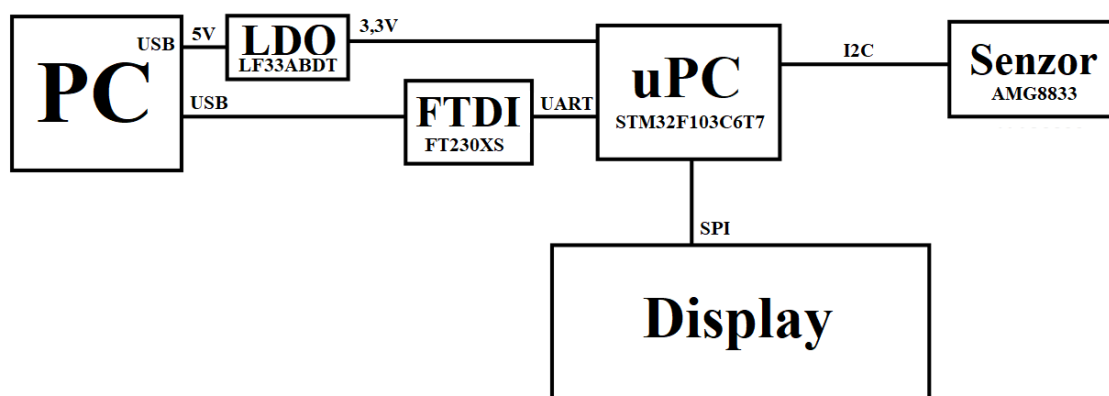 USB
5V
LDO
LF33ABDT
3,3V
PC
USB
FTDI
FT230XS
UART
uPC
STM32F103C6T7
I2C
Senzor
AMG8833
SPI
Display